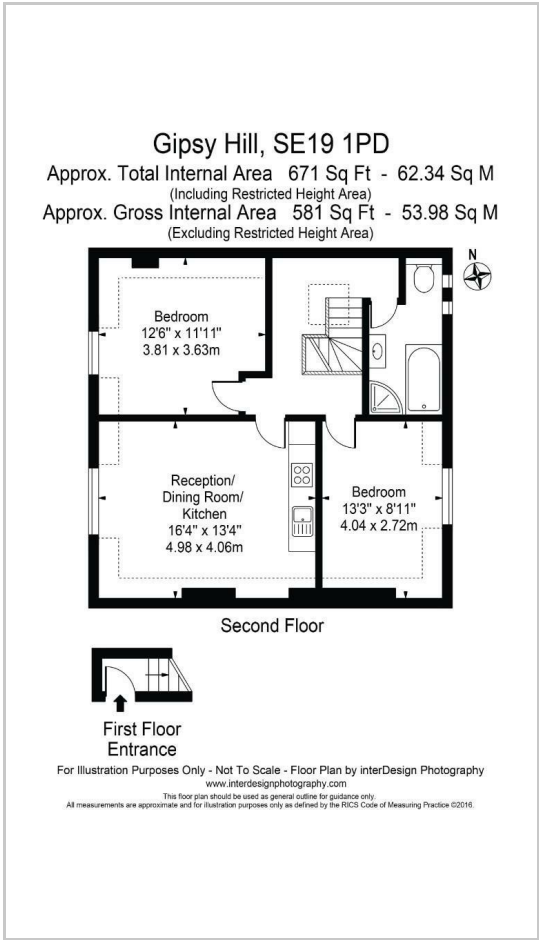 Gipsy Hill, SE19 1PD
Approx. Total Internal Area 671 Sq Ft - 62.34 Sq M
(Including Restricted Height Area)
Approx. Gross Internal Area 581 Sq Ft - 53.98 Sq M
(Excluding Restricted Height Area)
N
Bedroom
12'6" x 11'11"
3.81 x 3.63m
Reception/
Dining Room/
Kitchen
16'4" x 13'4"
4.98 x 4.06m
Bedroom
13'3" x 8'11"
4.04 x 2.72m
Second Floor
First Floor
Entrance
For Illustration Purposes Only - Not To Scale - Floor Plan by interDesign Photography
www.interdesignphotography.com
This floor plan should be used as general outline for guidance only.
All measurements are approximate and for illustration purposes only as defined by the RICS Code of Measuring Practice ©2016.